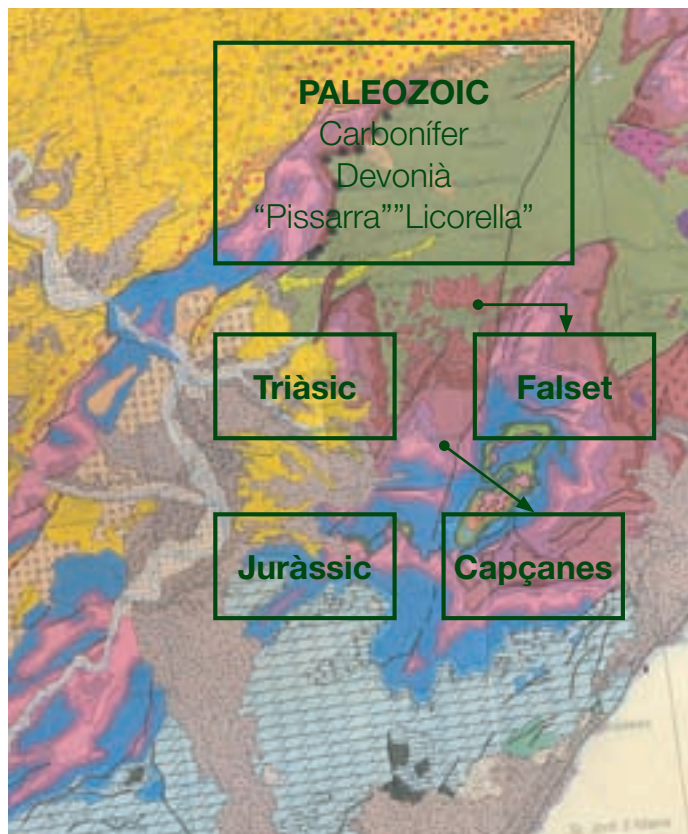 PALEOZOIC
Carbonífer
Devonià
“Pissarra””Licorella”
Triàsic
Falset
Juràssic
Capçanes